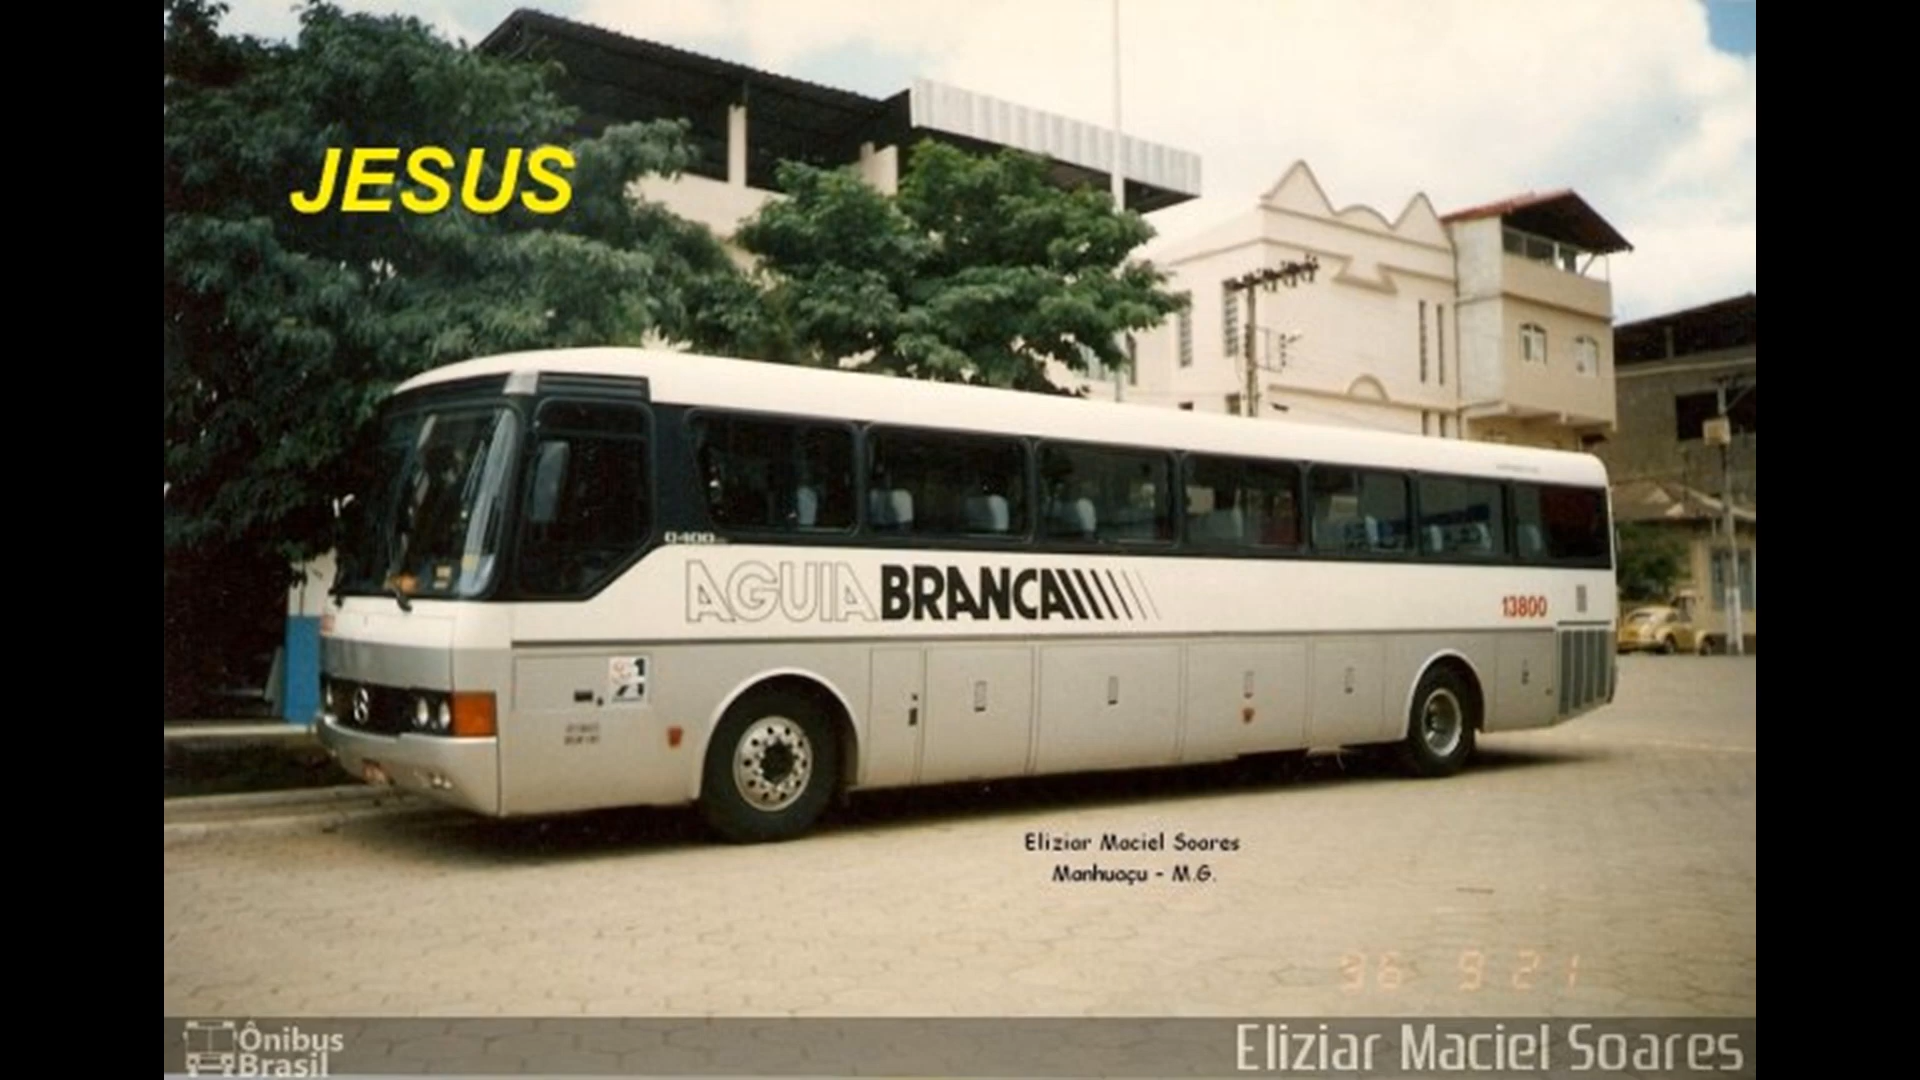 JESUS
O400
AGUIA BRANCA
13800
Eliziar Maciel Soares
Manhuaçu - M.G.
96 9 21
Ônibus
Brasil
Eliziar Maciel Soares